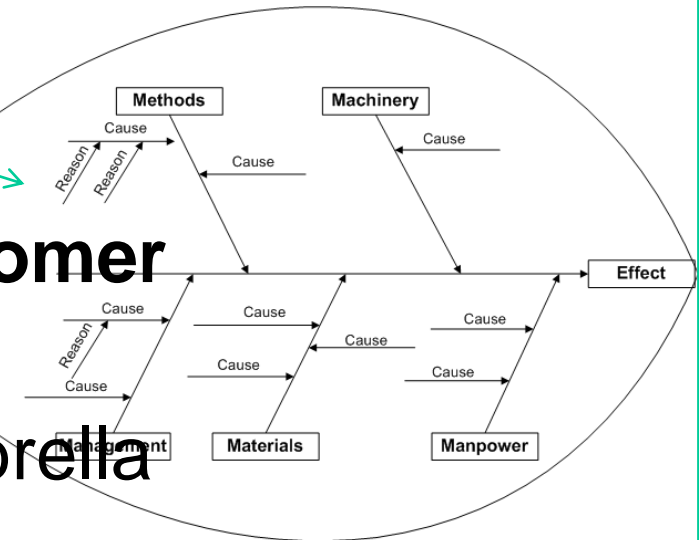 Methods
Machinery
Cause
Cause
Reason
Reason
Cause
omer
Effect
Cause
Cause
Cause
Reason
Cause
Cause
Cause
Cause
Cause
Management
Materials
Manpower
orella